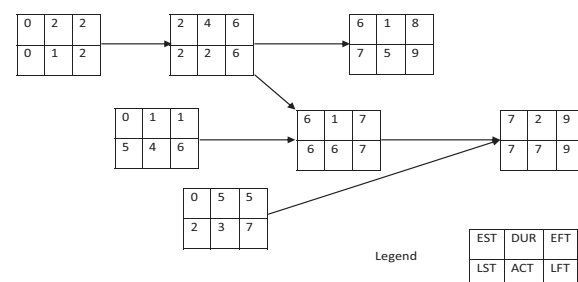 0 2 2
0 1 2
2 4 6
2 2 6
6 1 8
7 5 9
0 1 1
5 4 6
6 1 7
6 6 7
7 2 9
7 7 9
0 5 5
2 3 7
Legend
EST DUR EFT
LST ACT LFT